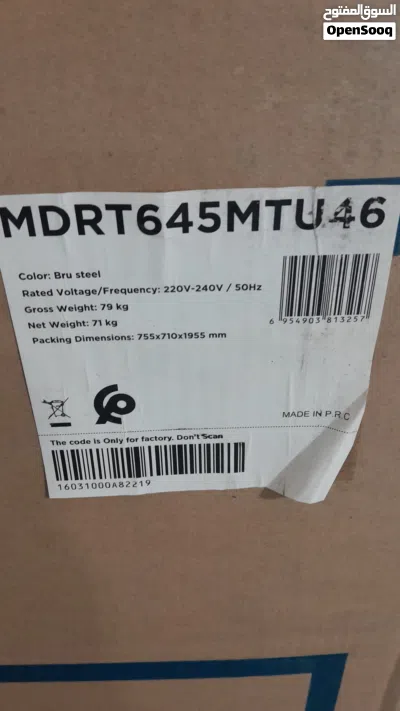 السوق المفتوح
OpenSooq
MDRT645MTU46
Color: Bru steel
Rated Voltage/Frequency: 220V-240V / 50Hz
Gross Weight: 79 kg
Net Weight: 71 kg
Packing Dimensions: 755x710x1955 mm
6 954903 813257
MADE IN P.R.C
The code is Only for factory. Don't Scan
16031000A82219